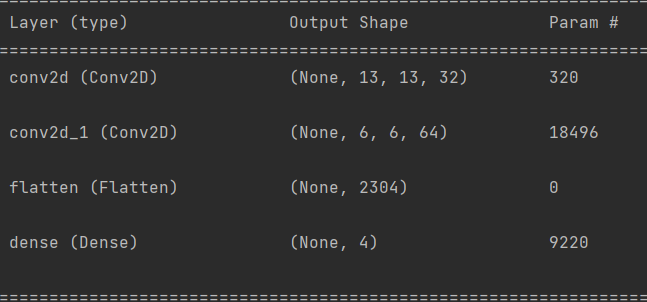 =================================================================
Layer (type)                Output Shape              Param #
=================================================================
conv2d (Conv2D)             (None, 13, 13, 32)        320
conv2d_1 (Conv2D)           (None, 6, 6, 64)          18496
flatten (Flatten)           (None, 2304)              0
dense (Dense)               (None, 4)                 9220
=================================================================